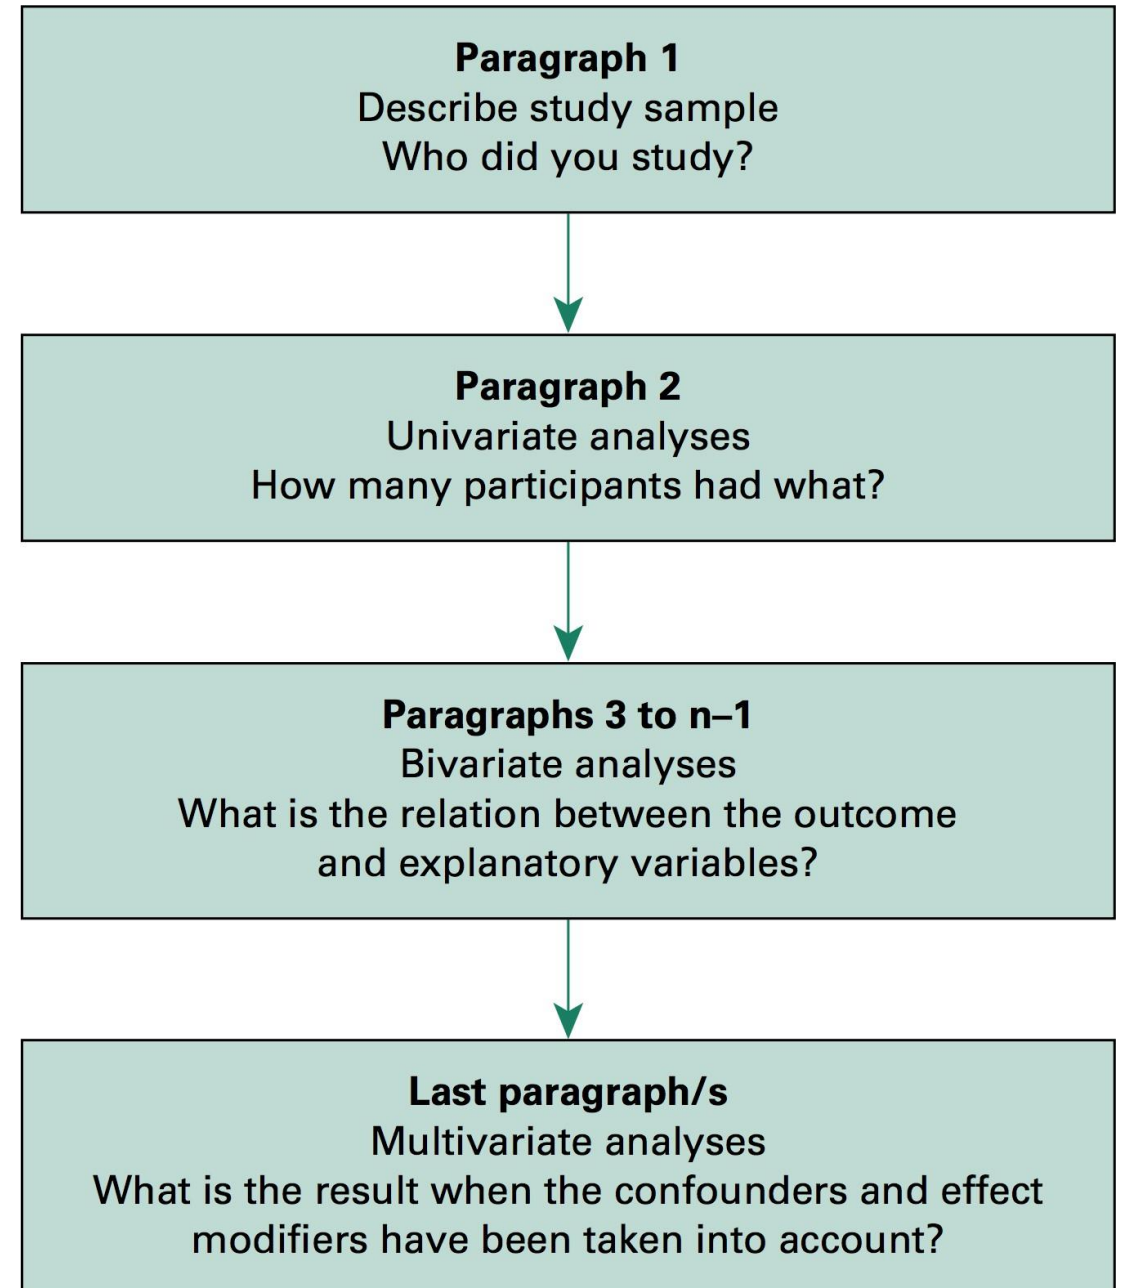 Paragraph 1
Describe study sample
Who did you study?
Paragraph 2
Univariate analyses
How many participants had what?
Paragraphs 3 to n–1
Bivariate analyses
What is the relation between the outcome
and explanatory variables?
Last paragraph/s
Multivariate analyses
What is the result when the confounders and effect
modifiers have been taken into account?